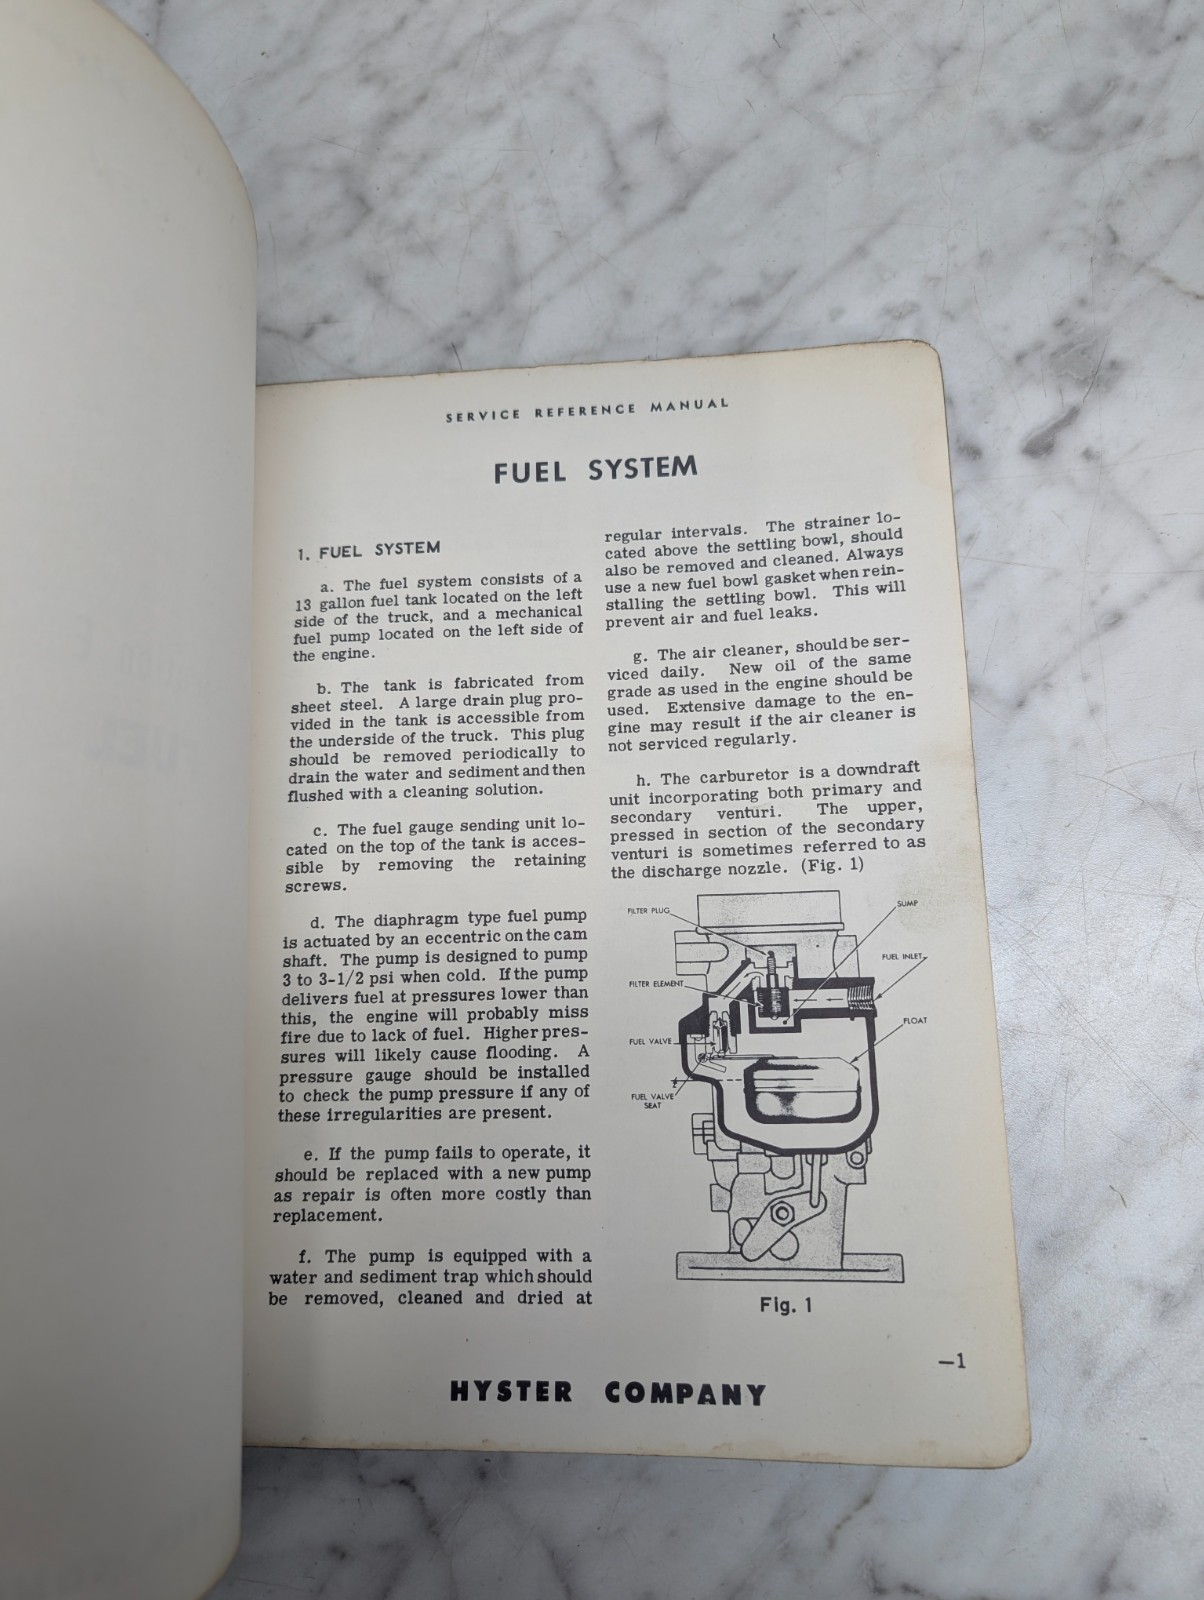 SERVICE REFERENCE MANUAL
FUEL SYSTEM
1. FUEL SYSTEM
a. The fuel system consists of a
13 gallon fuel tank located on the left
side of the truck, and a mechanical
fuel pump located on the left side of
the engine.
b. The tank is fabricated from
sheet steel. A large drain plug pro-
vided in the tank is accessible from
the underside of the truck. This plug
should be removed periodically to
drain the water and sediment and then
flushed with a cleaning solution.
c. The fuel gauge sending unit lo-
cated on the top of the tank is acces-
sible by removing the retaining
screws.
d. The diaphragm type fuel pump
is actuated by an eccentric on the cam
shaft. The pump is designed to pump
3 to 3-1/2 psi when cold. If the pump
delivers fuel at pressures lower than
this, the engine will probably miss
fire due to lack of fuel. Higher pres-
sures will likely cause flooding. A
pressure gauge should be installed
to check the pump pressure if any of
these irregularities are present.
e. If the pump fails to operate, it
should be replaced with a new pump
as repair is often more costly than
replacement.
f. The pump is equipped with a
water and sediment trap which should
be removed, cleaned and dried at
regular intervals. The strainer lo-
cated above the settling bowl, should
also be removed and cleaned. Always
use a new fuel bowl gasket when rein-
stalling the settling bowl. This will
prevent air and fuel leaks.
g. The air cleaner, should be ser-
viced daily. New oil of the same
grade as used in the engine should be
used. Extensive damage to the en-
gine may result if the air cleaner is
not serviced regularly.
h. The carburetor is a downdraft
unit incorporating both primary and
secondary venturi. The upper,
pressed in section of the secondary
venturi is sometimes referred to as
the discharge nozzle. (Fig. 1)
FILTER PLUG
SUMP
FUEL INLET
FILTER ELEMENT
FLOAT
FUEL VALVE
FUEL VALVE
SEAT
Fig. 1
—1
HYSTER COMPANY